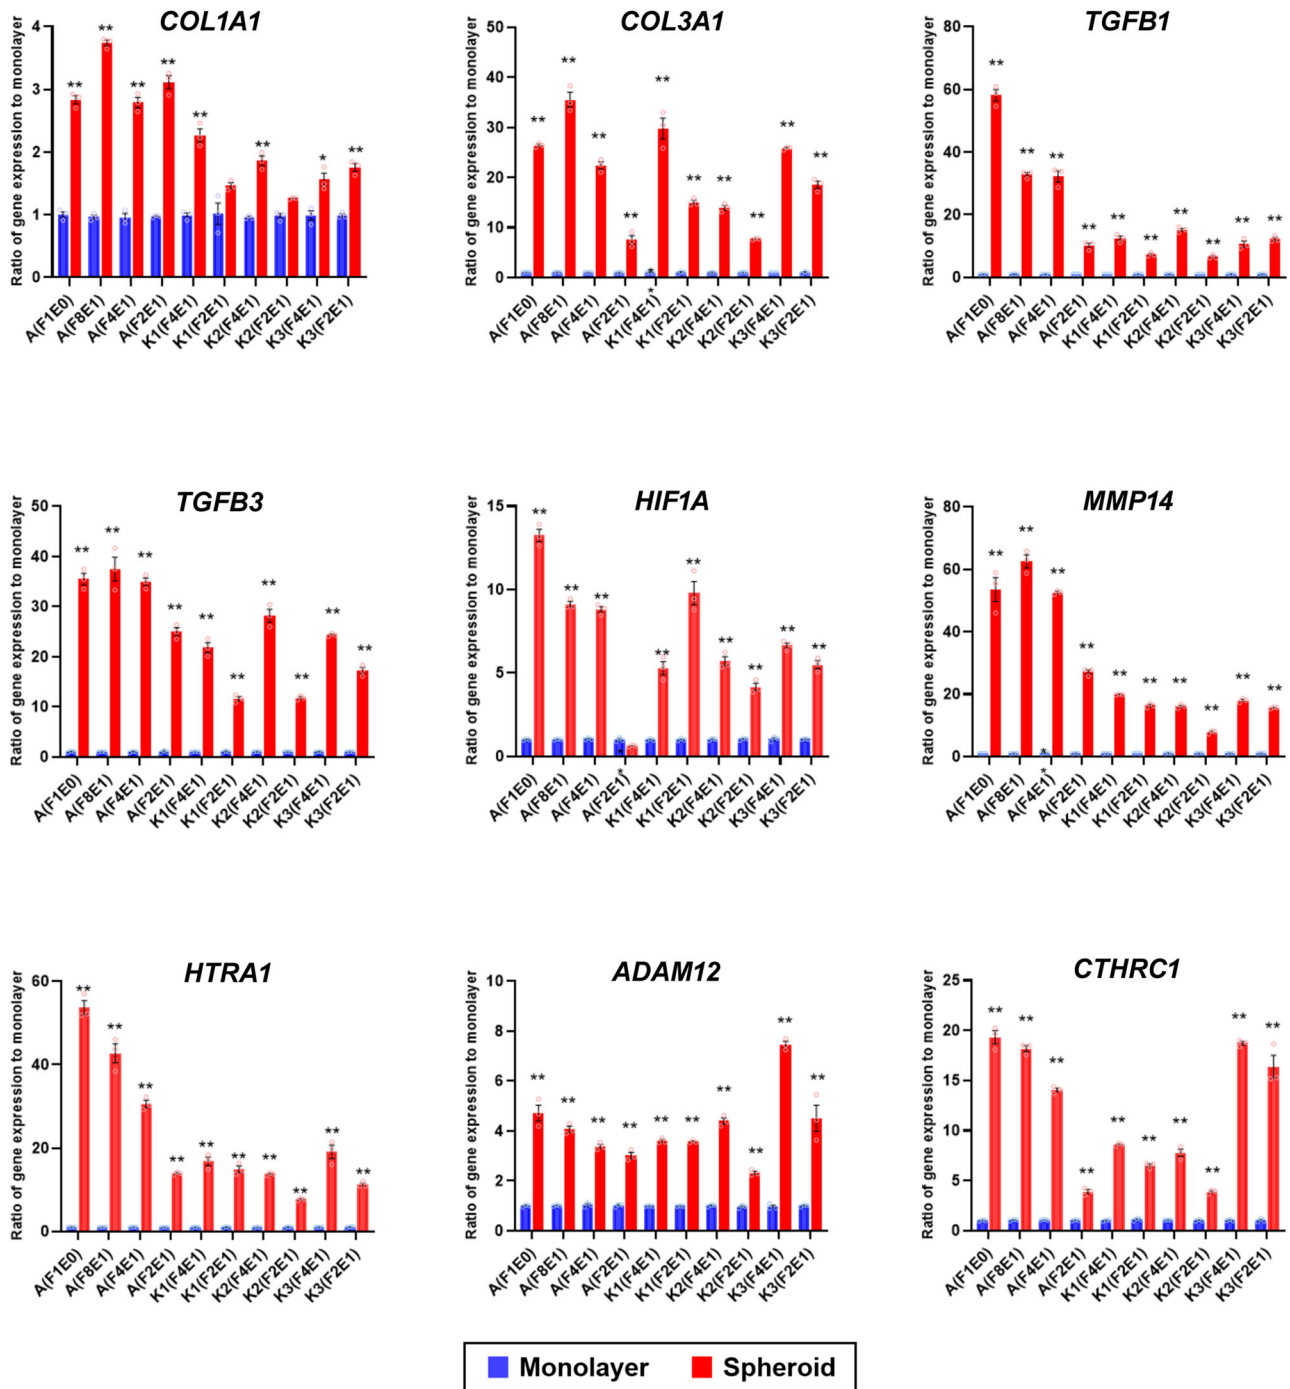 COL1A1
Ratio of gene expression to monolayer
4
3
2
1
0
** ** ** ** ** ** * **
A(F1E0) A(F8E1) A(F4E1) A(F2E1) K1(F4E1) K1(F2E1) K2(F4E1) K2(F2E1) K3(F4E1) K3(F2E1)
COL3A1
Ratio of gene expression to monolayer
50
40
30
20
10
0
** ** ** ** ** ** ** ** ** **
* *
A(F1E0) A(F8E1) A(F4E1) A(F2E1) K1(F4E1) K1(F2E1) K2(F4E1) K2(F2E1) K3(F4E1) K3(F2E1)
TGFB1
Ratio of gene expression to monolayer
80
60
40
20
0
** ** ** ** ** ** ** ** ** **
A(F1E0) A(F8E1) A(F4E1) A(F2E1) K1(F4E1) K1(F2E1) K2(F4E1) K2(F2E1) K3(F4E1) K3(F2E1)
TGFB3
Ratio of gene expression to monolayer
50
40
30
20
10
0
** ** ** ** ** ** ** ** ** **
A(F1E0) A(F8E1) A(F4E1) A(F2E1) K1(F4E1) K1(F2E1) K2(F4E1) K2(F2E1) K3(F4E1) K3(F2E1)
HIF1A
Ratio of gene expression to monolayer
15
10
5
0
** ** ** ** ** ** ** ** **
* *
A(F1E0) A(F8E1) A(F4E1) A(F2E1) K1(F4E1) K1(F2E1) K2(F4E1) K2(F2E1) K3(F4E1) K3(F2E1)
MMP14
Ratio of gene expression to monolayer
80
60
40
20
0
** ** ** ** ** ** ** ** ** **
* *
A(F1E0) A(F8E1) A(F4E1) A(F2E1) K1(F4E1) K1(F2E1) K2(F4E1) K2(F2E1) K3(F4E1) K3(F2E1)
HTRA1
Ratio of gene expression to monolayer
60
40
20
0
** ** ** ** ** ** ** ** ** **
A(F1E0) A(F8E1) A(F4E1) A(F2E1) K1(F4E1) K1(F2E1) K2(F4E1) K2(F2E1) K3(F4E1) K3(F2E1)
ADAM12
Ratio of gene expression to monolayer
10
8
6
4
2
0
** ** ** ** ** ** ** ** ** **
A(F1E0) A(F8E1) A(F4E1) A(F2E1) K1(F4E1) K1(F2E1) K2(F4E1) K2(F2E1) K3(F4E1) K3(F2E1)
CTHRC1
Ratio of gene expression to monolayer
25
20
15
10
5
0
** ** ** ** ** ** ** ** ** **
A(F1E0) A(F8E1) A(F4E1) A(F2E1) K1(F4E1) K1(F2E1) K2(F4E1) K2(F2E1) K3(F4E1) K3(F2E1)
Monolayer Spheroid